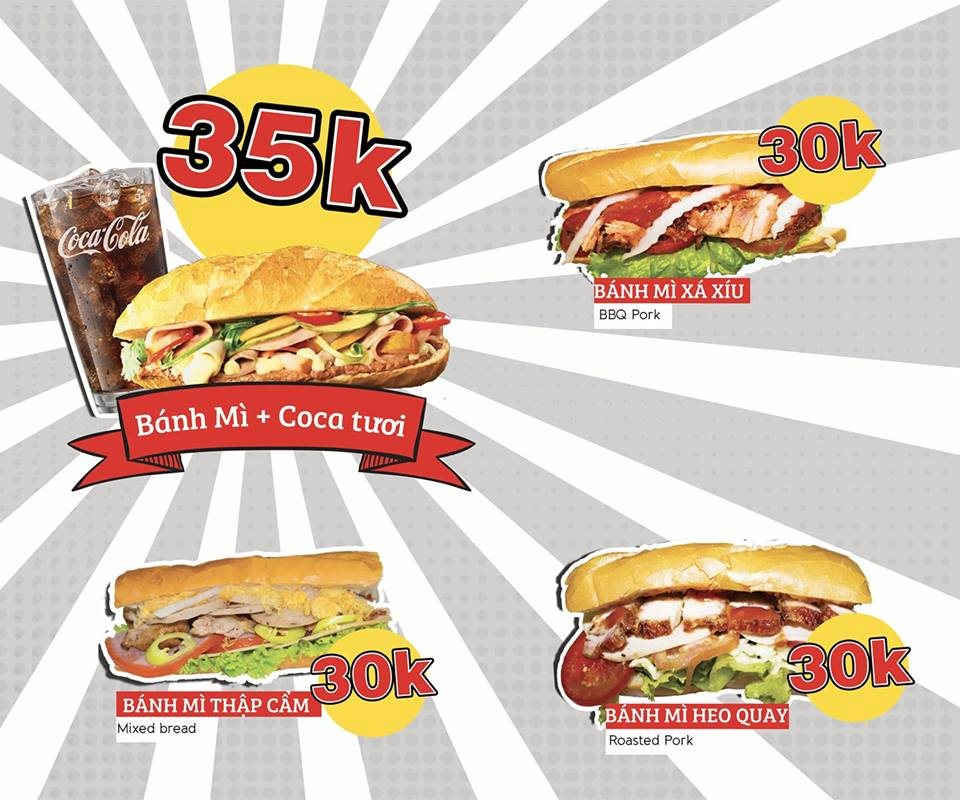 35k
Coca-Cola
Bánh Mì + Coca tươi
30k
BÁNH MÌ XÁ XÍU
BBQ Pork
30k
BÁNH MÌ THẬP CẨM
Mixed bread
30k
BÁNH MÌ HEO QUAY
Roasted Pork